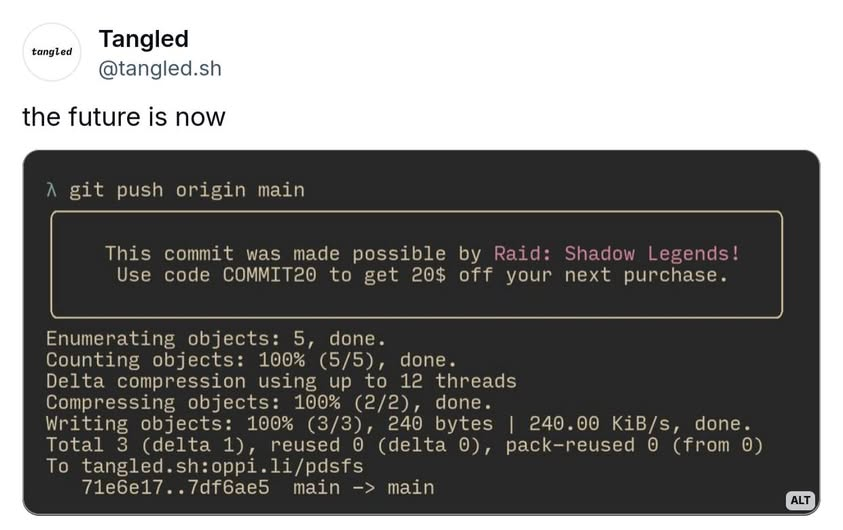 tangled
Tangled
@tangled.sh
the future is now
λ git push origin main
This commit was made possible by Raid: Shadow Legends!
Use code COMMIT20 to get 20$ off your next purchase.
Enumerating objects: 5, done.
Counting objects: 100% (5/5), done.
Delta compression using up to 12 threads
Compressing objects: 100% (2/2), done.
Writing objects: 100% (3/3), 240 bytes | 240.00 KiB/s, done.
Total 3 (delta 1), reused 0 (delta 0), pack-reused 0 (from 0)
To tangled.sh:oppi.li/pdsfs
71e6e17..7df6ae5  main -> main
ALT